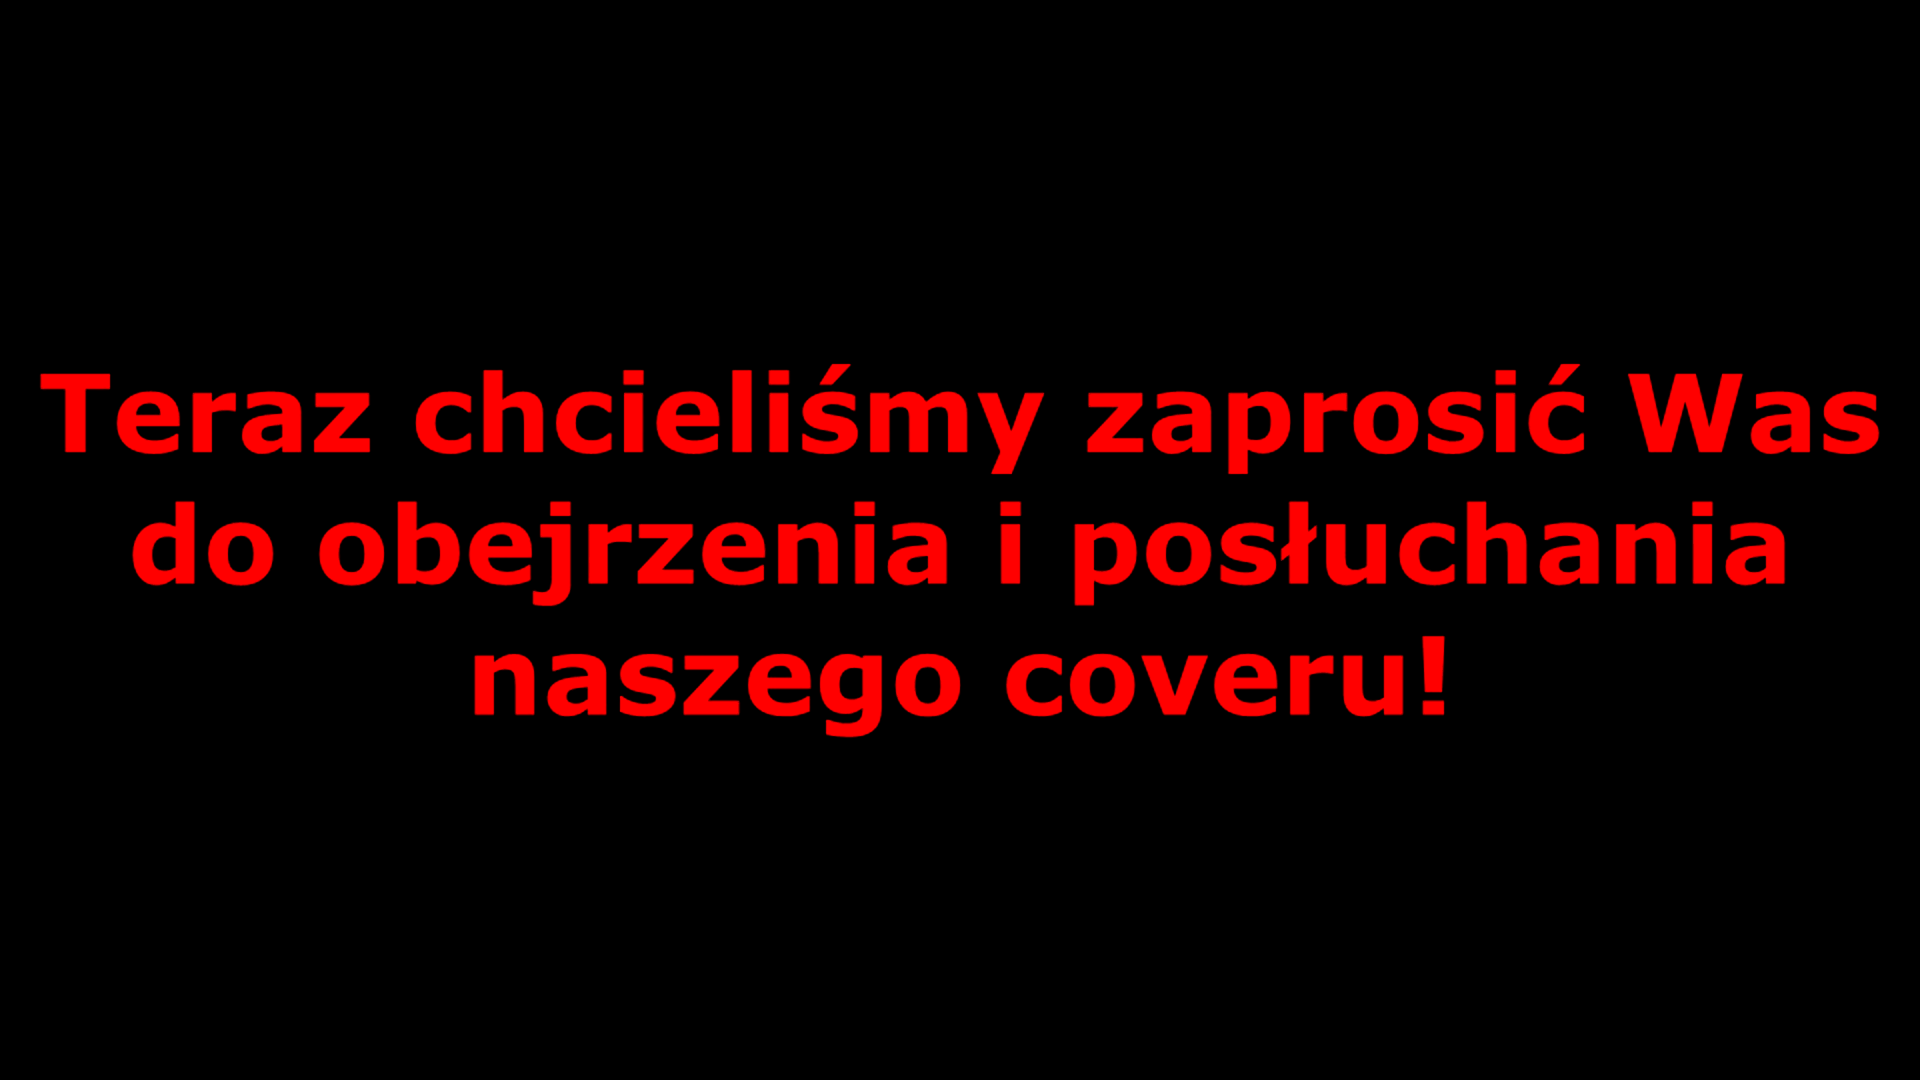 Teraz chcieliśmy zaprosić Was
do obejrzenia i posłuchania
naszego coveru!